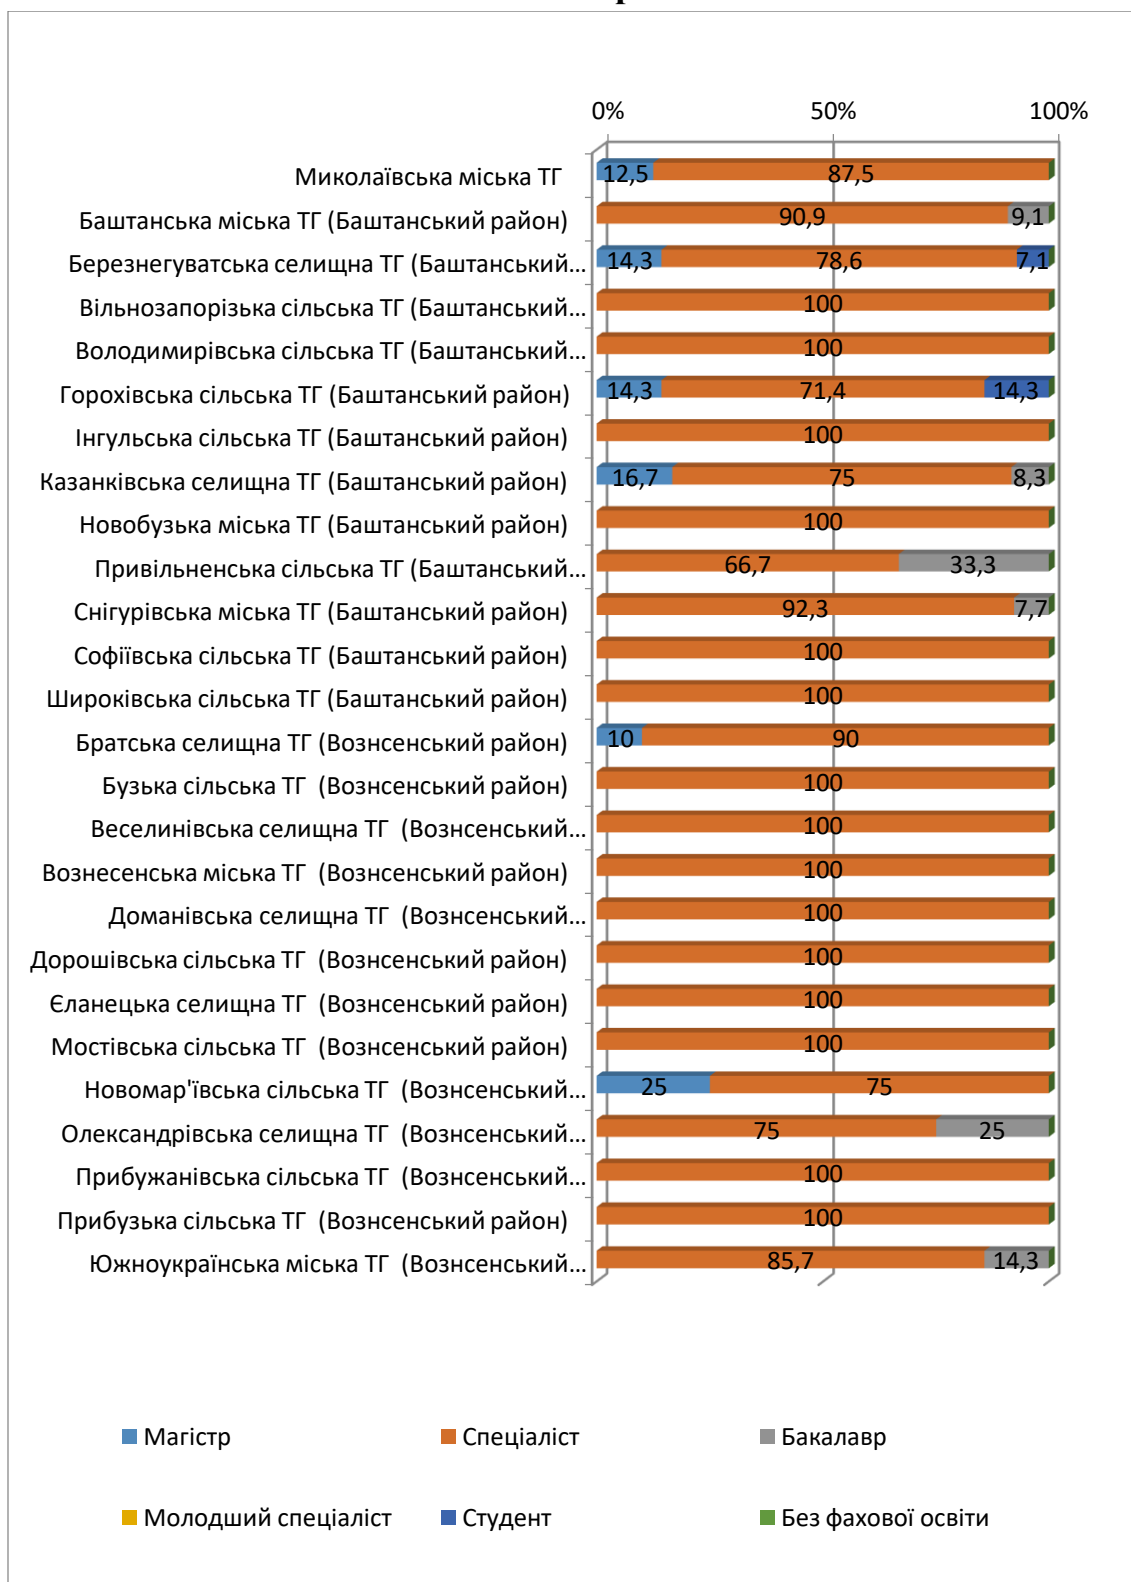 0% 50% 100%
Миколаївська міська ТГ 12,5 87,5
Баштанська міська ТГ (Баштанський район) 90,9 9,1
Березнегуватська селищна ТГ (Баштанський... 14,3 78,6 7,1
Вільнозапорізька сільська ТГ (Баштанський... 100
Володимирівська сільська ТГ (Баштанський... 100
Горохівська сільська ТГ (Баштанський район) 14,3 71,4 14,3
Інгульська сільська ТГ (Баштанський район) 100
Казанківська селищна ТГ (Баштанський район) 16,7 75 8,3
Новобузька міська ТГ (Баштанський район) 100
Привільненська сільська ТГ (Баштанський... 66,7 33,3
Снігурівська міська ТГ (Баштанський район) 92,3 7,7
Софіївська сільська ТГ (Баштанський район) 100
Широківська сільська ТГ (Баштанський район) 100
Братська селищна ТГ (Вознсенський район) 10 90
Бузька сільська ТГ (Вознсенський район) 100
Веселинівська селищна ТГ (Вознсенський... 100
Вознесенська міська ТГ (Вознсенський район) 100
Доманівська селищна ТГ (Вознсенський... 100
Дорошівська сільська ТГ (Вознсенський район) 100
Єланецька селищна ТГ (Вознсенський район) 100
Мостівська сільська ТГ (Вознсенський район) 100
Новомар'ївська сільська ТГ (Вознсенський... 25 75
Олександрівська селищна ТГ (Вознсенський... 75 25
Прибужанівська сільська ТГ (Вознсенський... 100
Прибузька сільська ТГ (Вознсенський район) 100
Южноукраїнська міська ТГ (Вознсенський... 85,7 14,3
Магістр Спеціаліст Бакалавр
Молодший спеціаліст Студент Без фахової освіти